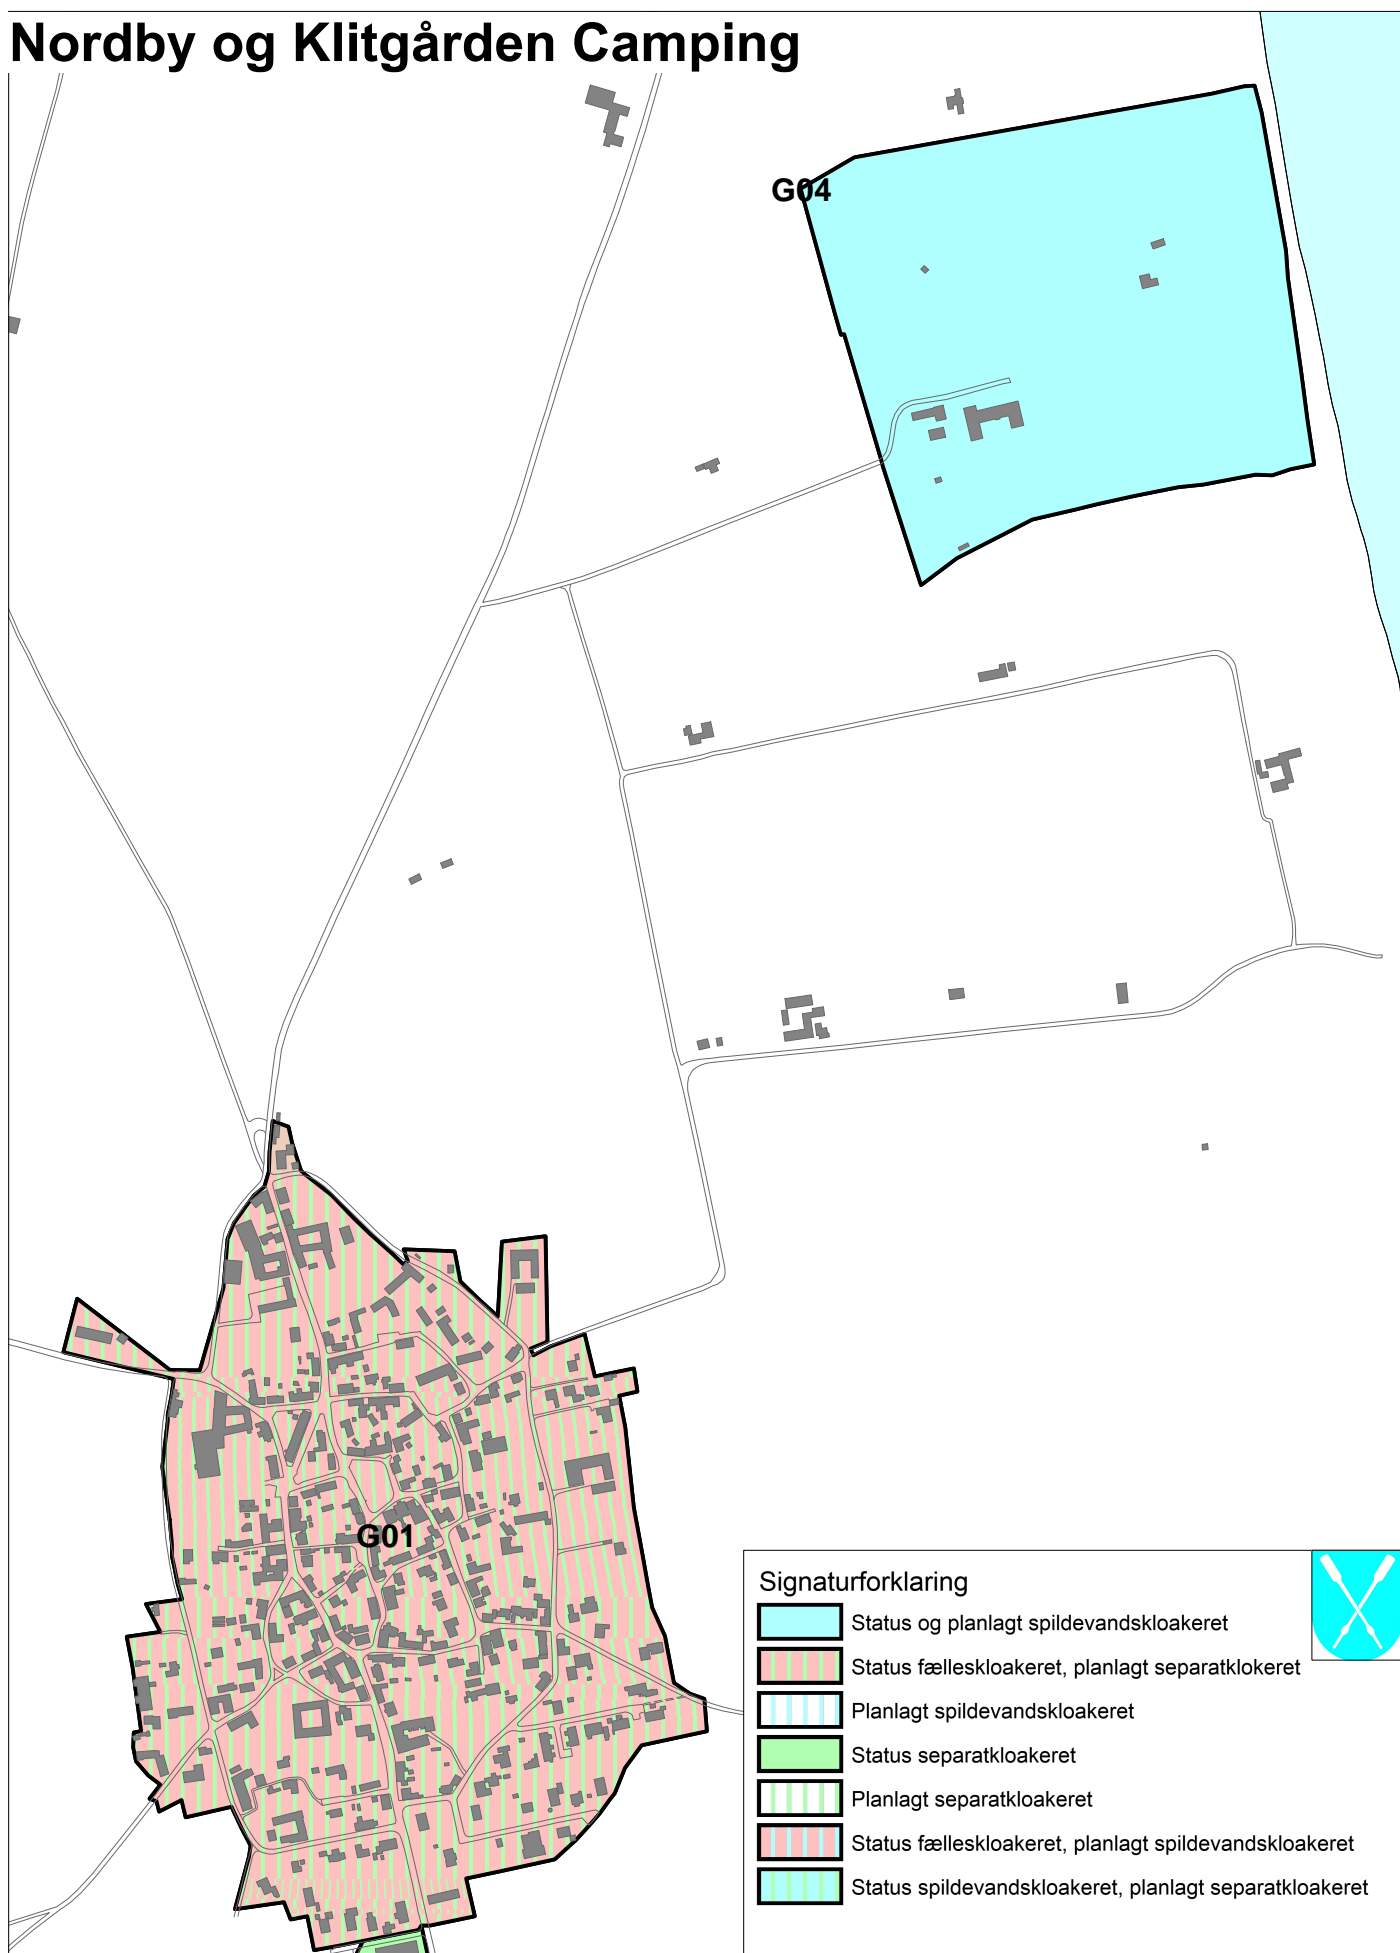 Nordby og Klitgården Camping
G04
G01
Signaturforklaring
Status og planlagt spildevandskloakeret
Status fælleskloakeret, planlagt separatklokeret
Planlagt spildevandskloakeret
Status separatkloakeret
Planlagt separatkloakeret
Status fælleskloakeret, planlagt spildevandskloakeret
Status spildevandskloakeret, planlagt separatkloakeret